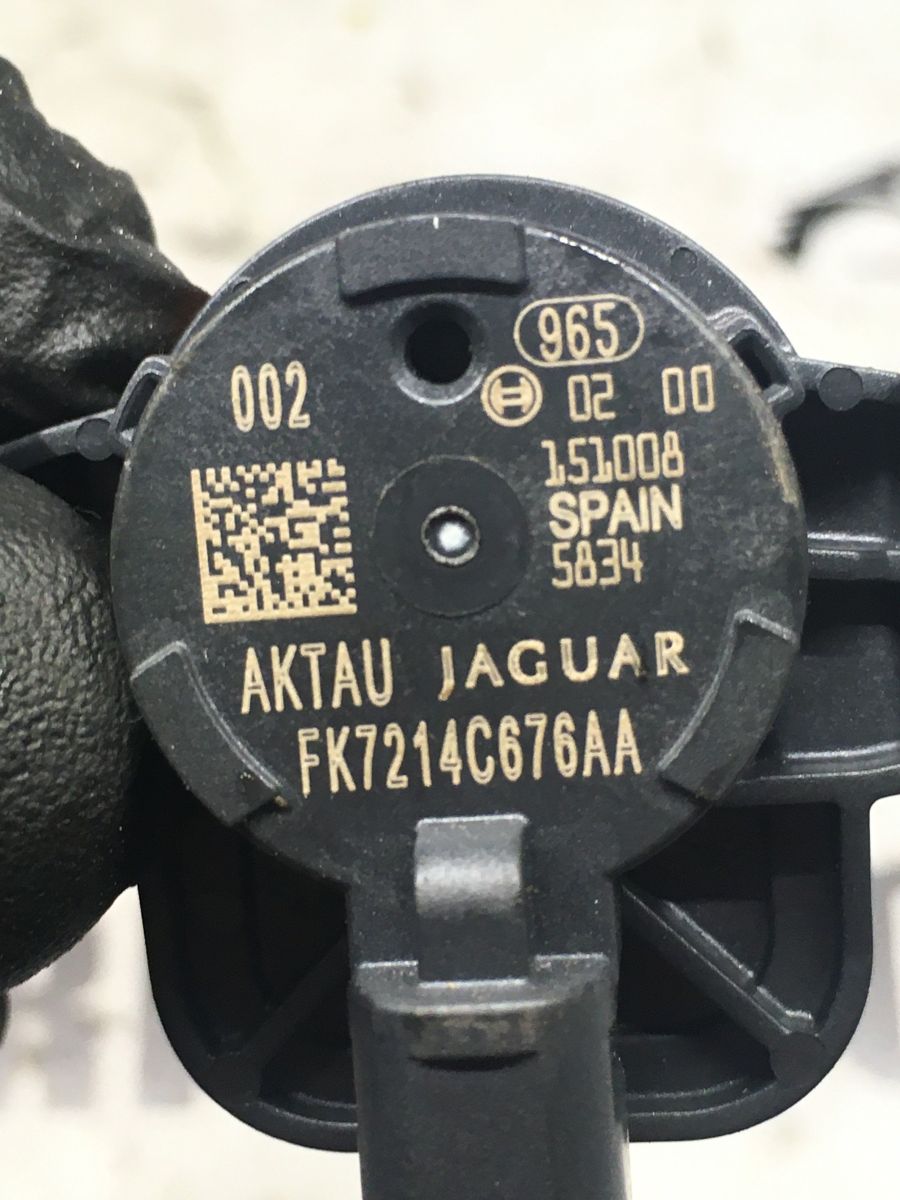 965
002
02 00
151008
SPAIN
5834
AKTAU JAGUAR
FK7214C676AA